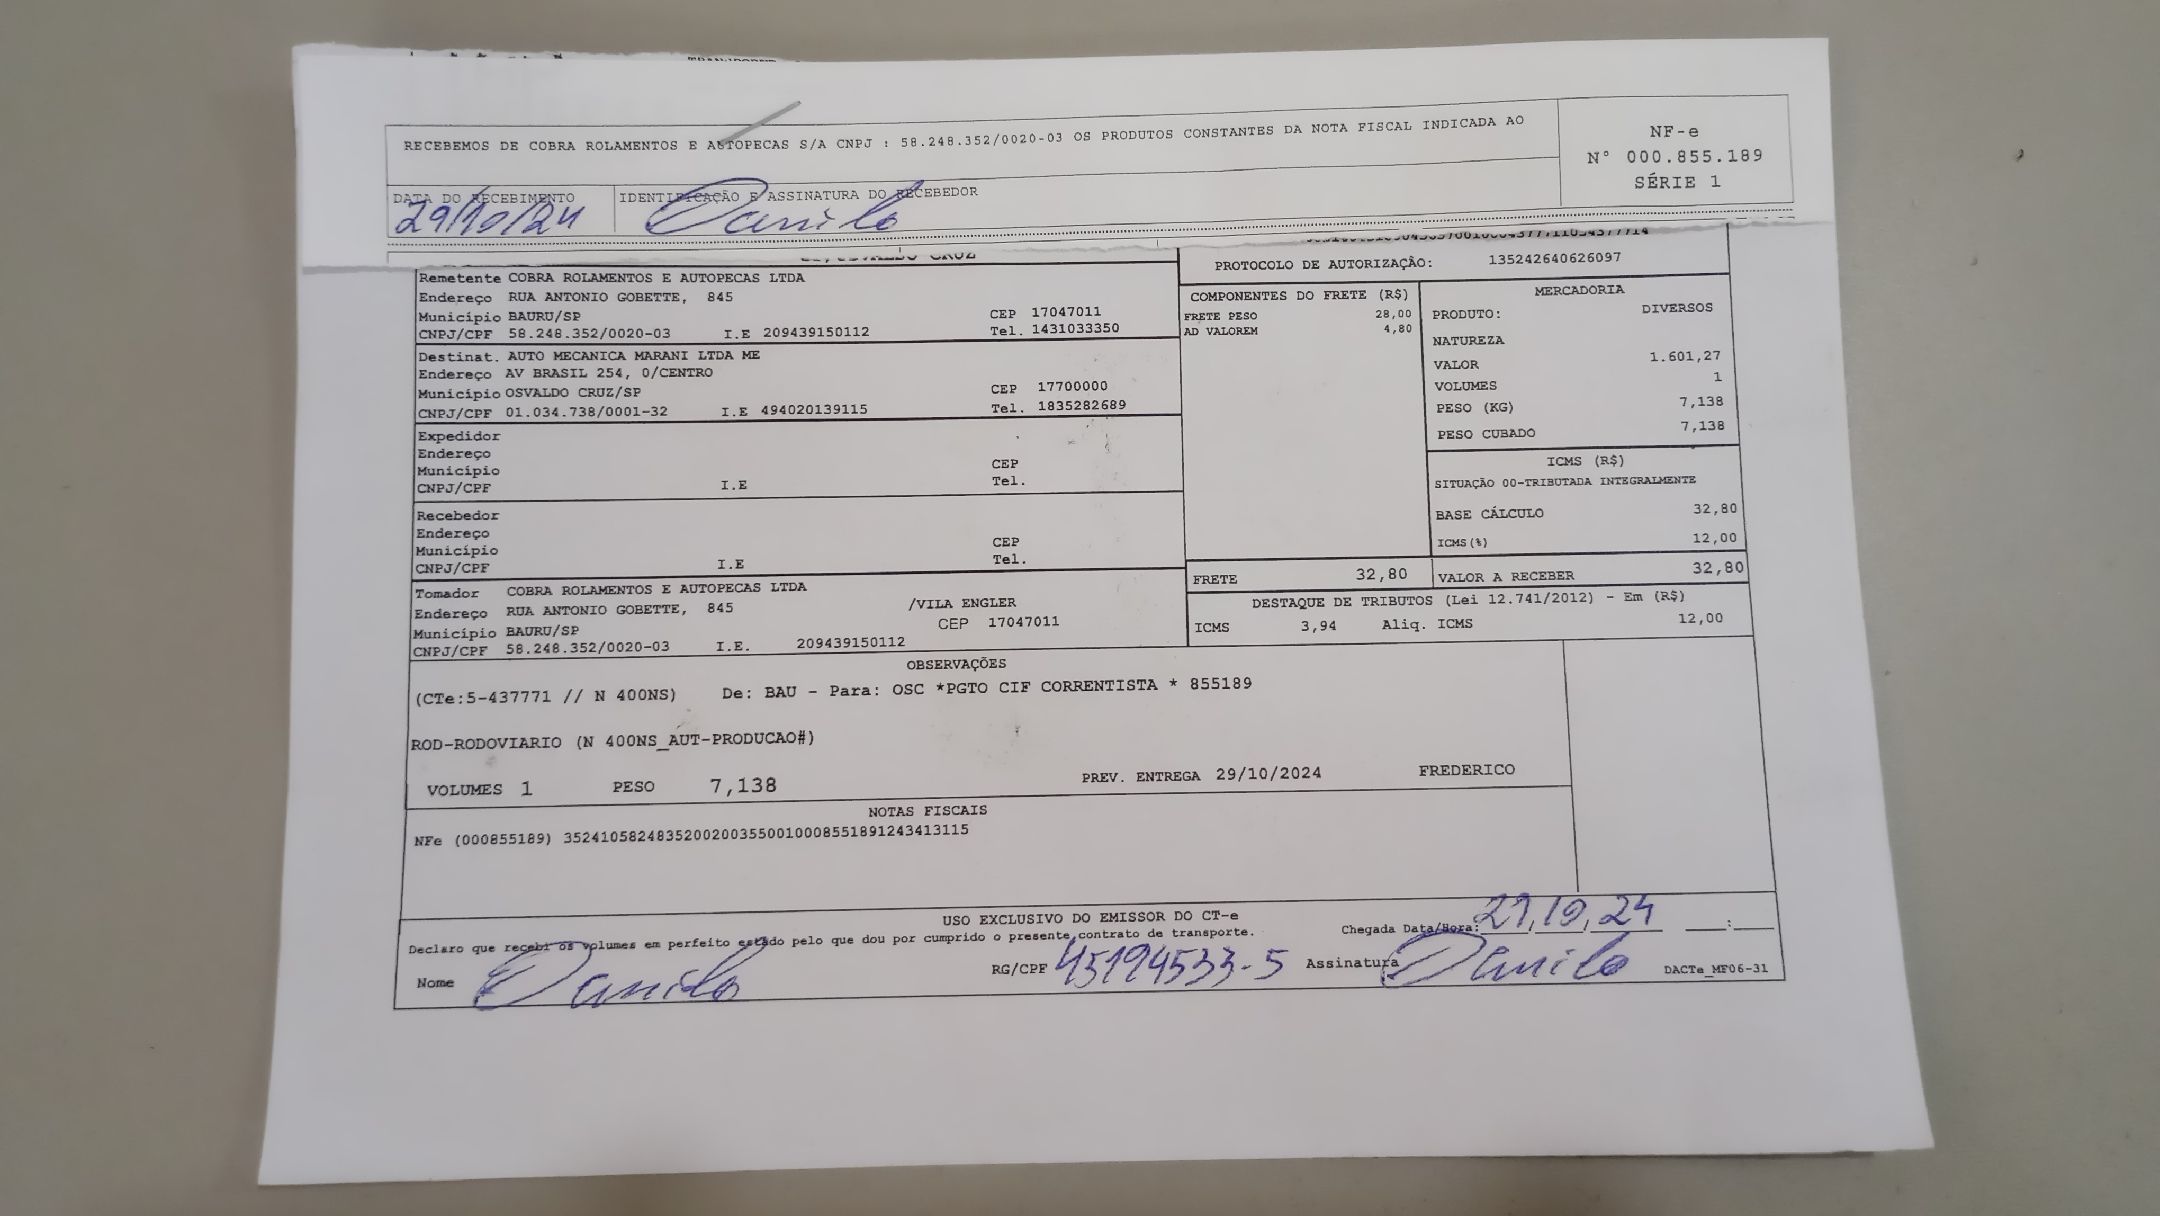 RECEBEMOS DE COBRA ROLAMENTOS E AUTOPECAS S/A CNPJ : 58.248.352/0020-03 OS PRODUTOS CONSTANTES DA NOTA FISCAL INDICADA AO
NF-e
N° 000.855.189
SÉRIE 1
DATA DO RECEBIMENTO
29/10/24
IDENTIFICAÇÃO E ASSINATURA DO RECEBEDOR
Danilo
PROTOCOLO DE AUTORIZAÇÃO: 135242640626097
Remetente COBRA ROLAMENTOS E AUTOPECAS LTDA
Endereço RUA ANTONIO GOBETTE, 845
Município BAURU/SP CEP 17047011
CNPJ/CPF 58.248.352/0020-03 I.E 209439150112 Tel. 1431033350
Destinat. AUTO MECANICA MARANI LTDA ME
Endereço AV BRASIL 254, 0/CENTRO
Município OSVALDO CRUZ/SP CEP 17700000
CNPJ/CPF 01.034.738/0001-32 I.E 494020139115 Tel. 1835282689
Expedidor
Endereço
Município CEP
CNPJ/CPF I.E Tel.
Recebedor
Endereço
Município CEP
CNPJ/CPF I.E Tel.
Tomador COBRA ROLAMENTOS E AUTOPECAS LTDA
Endereço RUA ANTONIO GOBETTE, 845 /VILA ENGLER
Município BAURU/SP CEP 17047011
CNPJ/CPF 58.248.352/0020-03 I.E. 209439150112
COMPONENTES DO FRETE (R$)
FRETE PESO 28,00
AD VALOREM 4,80
MERCADORIA
PRODUTO: DIVERSOS
NATUREZA
VALOR 1.601,27
VOLUMES 1
PESO (KG) 7,138
PESO CUBADO 7,138
ICMS (R$)
SITUAÇÃO 00-TRIBUTADA INTEGRALMENTE
BASE CÁLCULO 32,80
ICMS(%) 12,00
FRETE 32,80 VALOR A RECEBER 32,80
DESTAQUE DE TRIBUTOS (Lei 12.741/2012) - Em (R$)
ICMS 3,94 Aliq. ICMS 12,00
OBSERVAÇÕES
(CTe:5-437771 // N 400NS) De: BAU - Para: OSC *PGTO CIF CORRENTISTA * 855189
ROD-RODOVIARIO (N 400NS_AUT-PRODUCAO#)
VOLUMES 1 PESO 7,138 PREV. ENTREGA 29/10/2024 FREDERICO
NOTAS FISCAIS
NFe (000855189) 35241058248352002003550010008551891243413115
USO EXCLUSIVO DO EMISSOR DO CT-e
Declaro que recebi os volumes em perfeito estado pelo que dou por cumprido o presente contrato de transporte. Chegada Data/Hora: 29,10,24 :
Nome Danilo RG/CPF 45194533-5 Assinatura Danilo DACTe_MF06-31